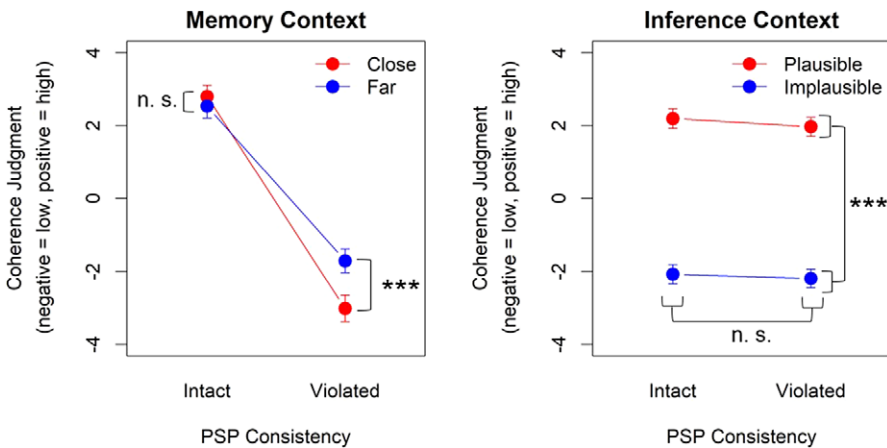 Memory Context
Coherence Judgment
(negative = low, positive = high)
4
2
0
-2
-4
Close
Far
n. s.
***
Intact
Violated
PSP Consistency
Inference Context
Coherence Judgment
(negative = low, positive = high)
4
2
0
-2
-4
Plausible
Implausible
***
n. s.
Intact
Violated
PSP Consistency